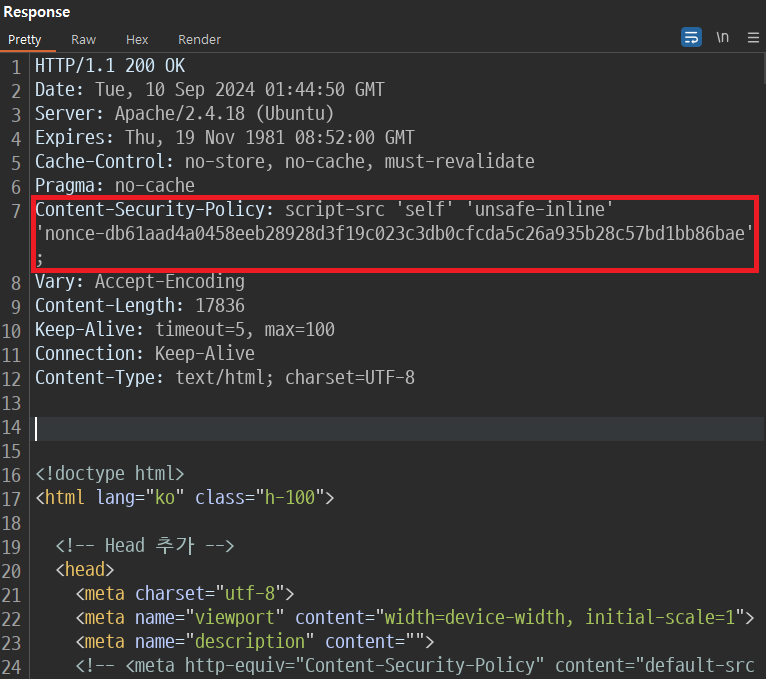 Response
Pretty Raw Hex Render \n
1 HTTP/1.1 200 OK
2 Date: Tue, 10 Sep 2024 01:44:50 GMT
3 Server: Apache/2.4.18 (Ubuntu)
4 Expires: Thu, 19 Nov 1981 08:52:00 GMT
5 Cache-Control: no-store, no-cache, must-revalidate
6 Pragma: no-cache
7 Content-Security-Policy: script-src 'self' 'unsafe-inline'
'nonce-db61aad4a0458eeb28928d3f19c023c3db0cfcda5c26a935b28c57bd1bb86bae'
;
8 Vary: Accept-Encoding
9 Content-Length: 17836
10 Keep-Alive: timeout=5, max=100
11 Connection: Keep-Alive
12 Content-Type: text/html; charset=UTF-8
13
14
15
16 <!doctype html>
17 <html lang="ko" class="h-100">
18
19 <!-- Head 추가 -->
20 <head>
21 <meta charset="utf-8">
22 <meta name="viewport" content="width=device-width, initial-scale=1">
23 <meta name="description" content="">
24 <!-- <meta http-equiv="Content-Security-Policy" content="default-src